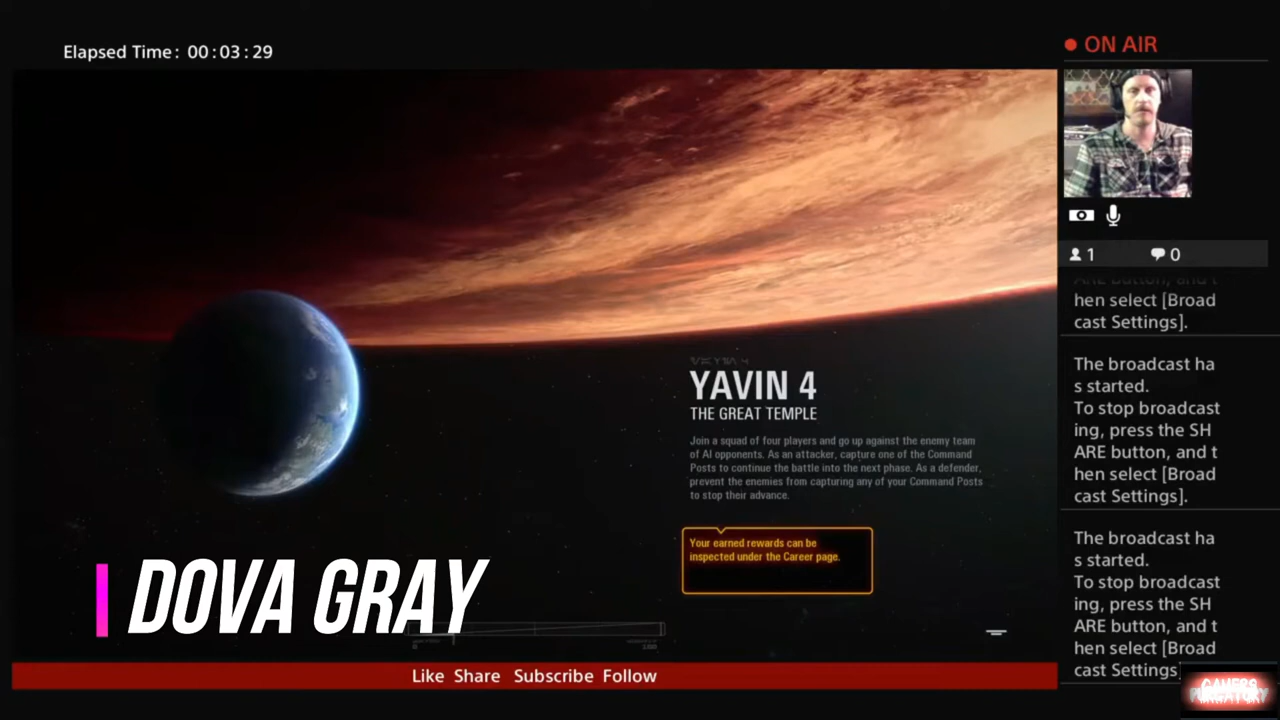 Elapsed Time: 00:03:29
ON AIR
1
0
hen select [Broad
cast Settings].
The broadcast ha
s started.
To stop broadcast
ing, press the SH
ARE button, and t
hen select [Broad
cast Settings].
The broadcast ha
s started.
To stop broadcast
ing, press the SH
ARE button, and t
hen select [Broad
cast Settings]
YAVIN 4
THE GREAT TEMPLE
Join a squad of four players and go up against the enemy team
of AI opponents. As an attacker, capture one of the Command
Posts to continue the battle into the next phase. As a defender,
prevent the enemies from capturing any of your Command Posts
to stop their advance.
Your earned rewards can be
inspected under the Career page.
DOVA GRAY
0
100
Like Share Subscribe Follow